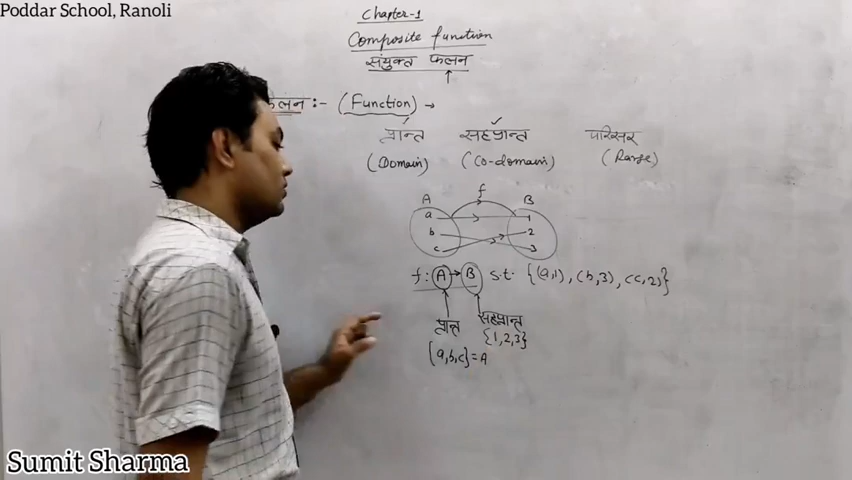 Poddar School, Ranoli
Chapter-1
Composite function
संयुक्त फलन
फलन :- (Function) →
प्रान्त सहप्रान्त परिसर
(Domain) (Co-domain) (Range)
f
A B
a 1
b 2
c 3
f: A → B s.t. {(a,1), (b,3), (c,2)}
प्रान्त सहप्रान्त
{1,2,3}
{a,b,c}=A
Sumit Sharma